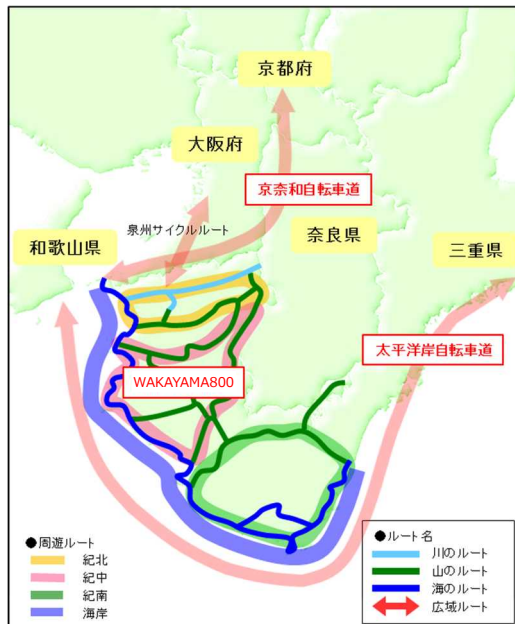 京都府
大阪府
京奈和自転車道
泉州サイクルルート
奈良県
和歌山県
三重県
太平洋岸自転車道
WAKAYAMA800
●周遊ルート
紀北
紀中
紀南
海岸
●ルート名
川のルート
山のルート
海のルート
広域ルート